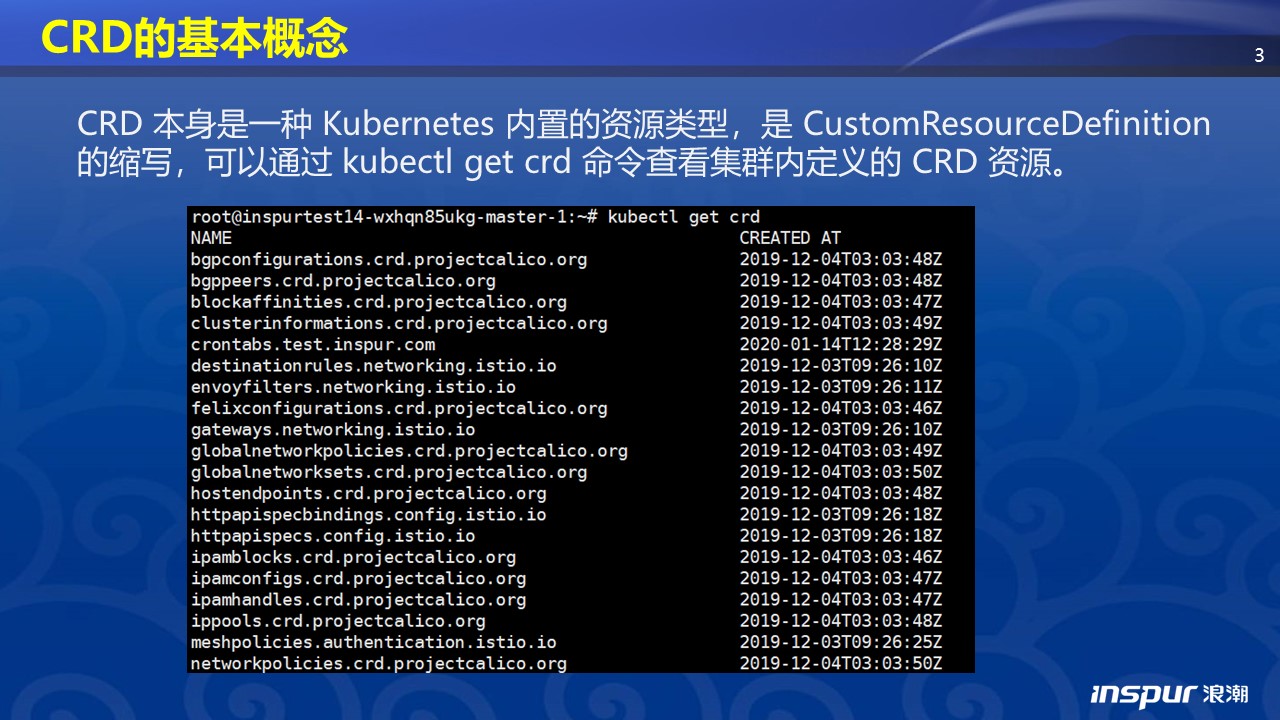 CRD的基本概念
3
CRD 本身是一种 Kubernetes 内置的资源类型，是 CustomResourceDefinition
的缩写，可以通过 kubectl get crd 命令查看集群内定义的 CRD 资源。
root@inspurtest14-wxhqn85ukg-master-1:~# kubectl get crd
NAME CREATED AT
bgpconfigurations.crd.projectcalico.org 2019-12-04T03:03:48Z
bgppeers.crd.projectcalico.org 2019-12-04T03:03:48Z
blockaffinities.crd.projectcalico.org 2019-12-04T03:03:47Z
clusterinformations.crd.projectcalico.org 2019-12-04T03:03:49Z
crontabs.test.inspur.com 2020-01-14T12:28:29Z
destinationrules.networking.istio.io 2019-12-03T09:26:10Z
envoyfilters.networking.istio.io 2019-12-03T09:26:11Z
felixconfigurations.crd.projectcalico.org 2019-12-04T03:03:46Z
gateways.networking.istio.io 2019-12-03T09:26:10Z
globalnetworkpolicies.crd.projectcalico.org 2019-12-04T03:03:49Z
globalnetworksets.crd.projectcalico.org 2019-12-04T03:03:50Z
hostendpoints.crd.projectcalico.org 2019-12-04T03:03:48Z
httpapispecbindings.config.istio.io 2019-12-03T09:26:18Z
httpapispecs.config.istio.io 2019-12-03T09:26:18Z
ipamblocks.crd.projectcalico.org 2019-12-04T03:03:46Z
ipamconfigs.crd.projectcalico.org 2019-12-04T03:03:47Z
ipamhandles.crd.projectcalico.org 2019-12-04T03:03:47Z
ippools.crd.projectcalico.org 2019-12-04T03:03:48Z
meshpolicies.authentication.istio.io 2019-12-03T09:26:25Z
networkpolicies.crd.projectcalico.org 2019-12-04T03:03:50Z
inspur 浪潮